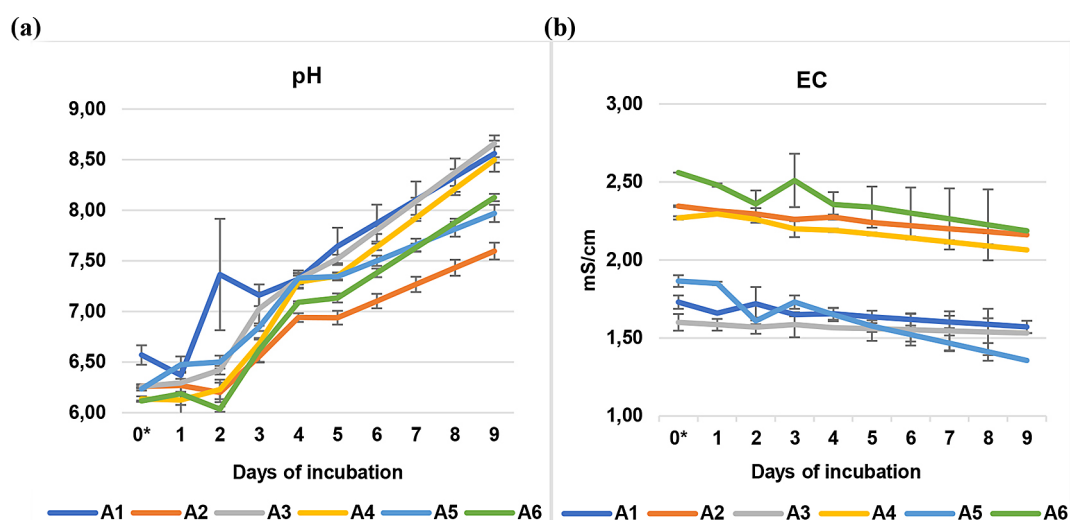 (a)
pH
9,00
8,50
8,00
7,50
7,00
6,50
6,00
0* 1 2 3 4 5 6 7 8 9
Days of incubation
A1 A2 A3 A4 A5 A6
(b)
EC
mS/cm
3,00
2,50
2,00
1,50
1,00
0* 1 2 3 4 5 6 7 8 9
Days of incubation
A1 A2 A3 A4 A5 A6